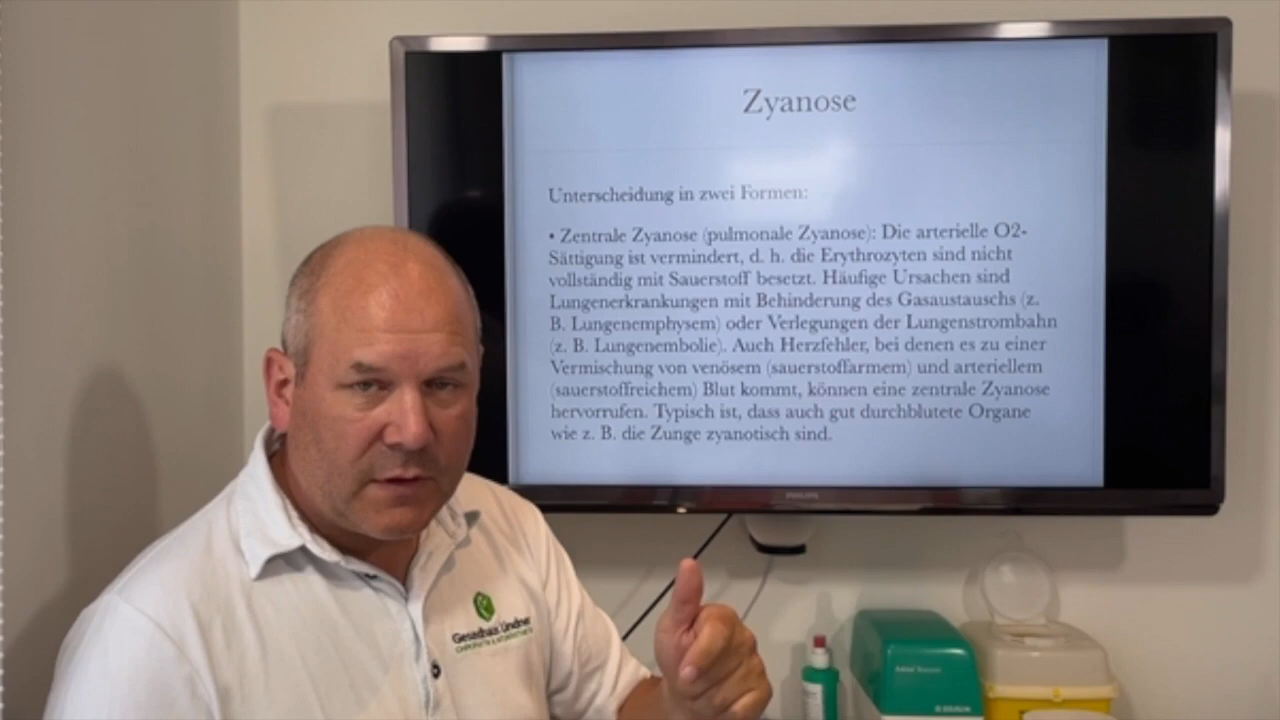 Zyanose
Unterscheidung in zwei Formen:
• Zentrale Zyanose (pulmonale Zyanose): Die arterielle O2-
Sättigung ist vermindert, d. h. die Erythrozyten sind nicht
vollständig mit Sauerstoff besetzt. Häufige Ursachen sind
Lungenerkrankungen mit Behinderung des Gasaustauschs (z.
B. Lungenemphysem) oder Verlegungen der Lungenstrombahn
(z. B. Lungenembolie). Auch Herzfehler, bei denen es zu einer
Vermischung von venösem (sauerstoffarmem) und arteriellem
(sauerstoffreichem) Blut kommt, können eine zentrale Zyanose
hervorrufen. Typisch ist, dass auch gut durchblutete Organe
wie z. B. die Zunge zyanotisch sind.
PHILIPS
Lindner